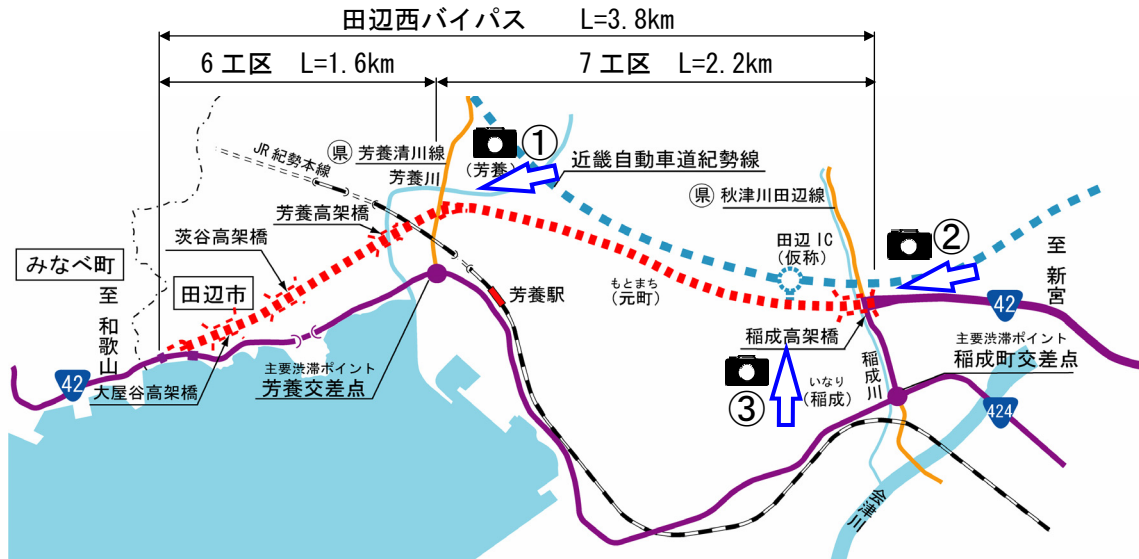 田辺西バイパス L=3.8km
6工区 L=1.6km
7工区 L=2.2km
JR紀勢本線
県 芳養清川線
芳養川
(芳養)
①
近畿自動車道紀勢線
県 秋津川田辺線
芳養高架橋
茨谷高架橋
みなべ町
田辺市
至 和歌山
田辺IC
(仮称)
②
至 新宮
もとまち
(元町)
芳養駅
42
稲成高架橋
主要渋滞ポイント
芳養交差点
主要渋滞ポイント
稲成町交差点
42
大屋谷高架橋
③
いなり
(稲成)
稲成川
424
会津川